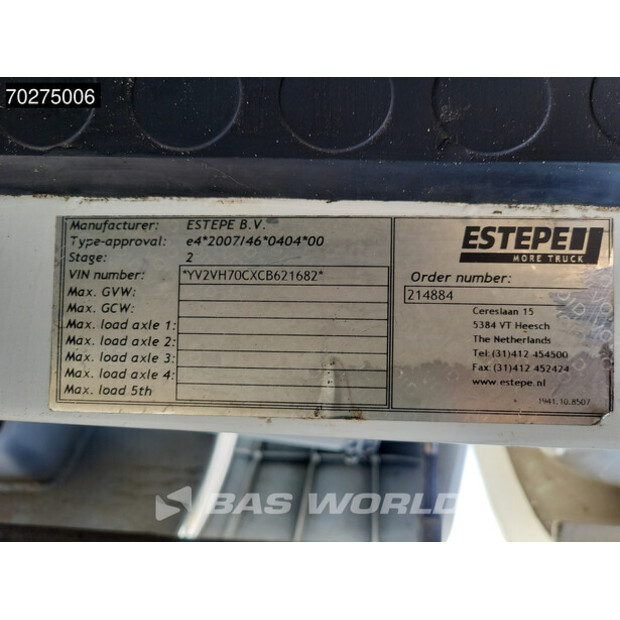 70275006
Manufacturer: ESTEPE B.V.
Type-approval: e4*2007/46*0404*00
Stage: 2
VIN number: *YV2VH70CXCB621682*
Max. GVW:
Max. GCW:
Max. load axle 1:
Max. load axle 2:
Max. load axle 3:
Max. load axle 4:
Max. load 5th
ESTEPE
MORE TRUCK
Order number:
214884
Cereslaan 15
5384 VT Heesch
The Netherlands
Tel:(31)412 454500
Fax:(31)412 452424
www.estepe.nl
1941.10.8507
BAS WORLD